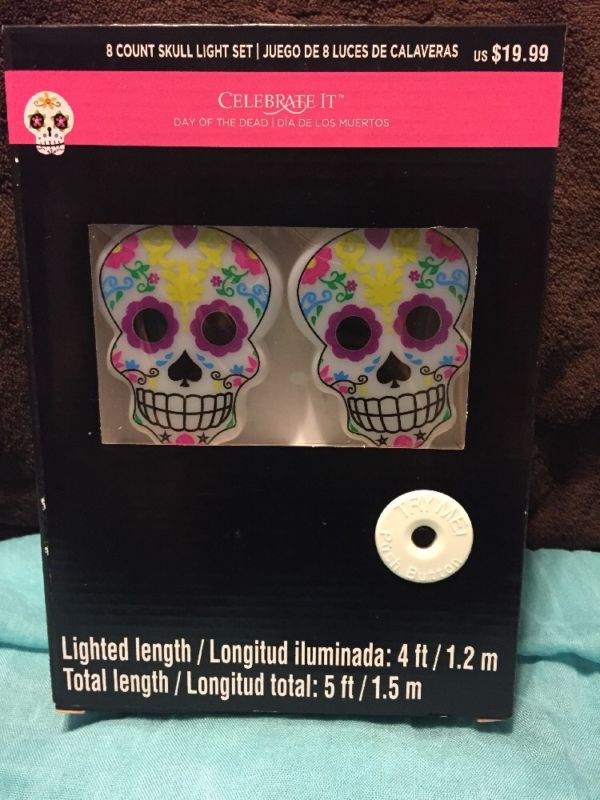 8 COUNT SKULL LIGHT SET | JUEGO DE 8 LUCES DE CALAVERAS US $19.99
CELEBRATE IT™
DAY OF THE DEAD | DÍA DE LOS MUERTOS
TRY ME!
Push Button
Lighted length / Longitud iluminada: 4 ft / 1.2 m
Total length / Longitud total: 5 ft / 1.5 m